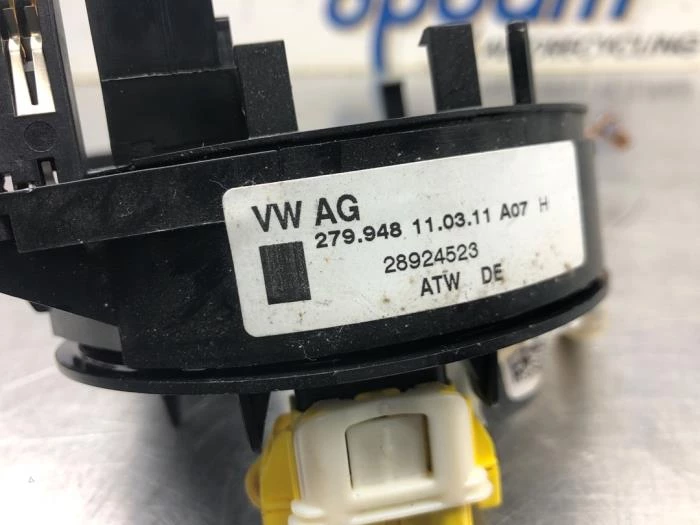 VW AG
279.948 11.03.11 A07 H
28924523
ATW DE